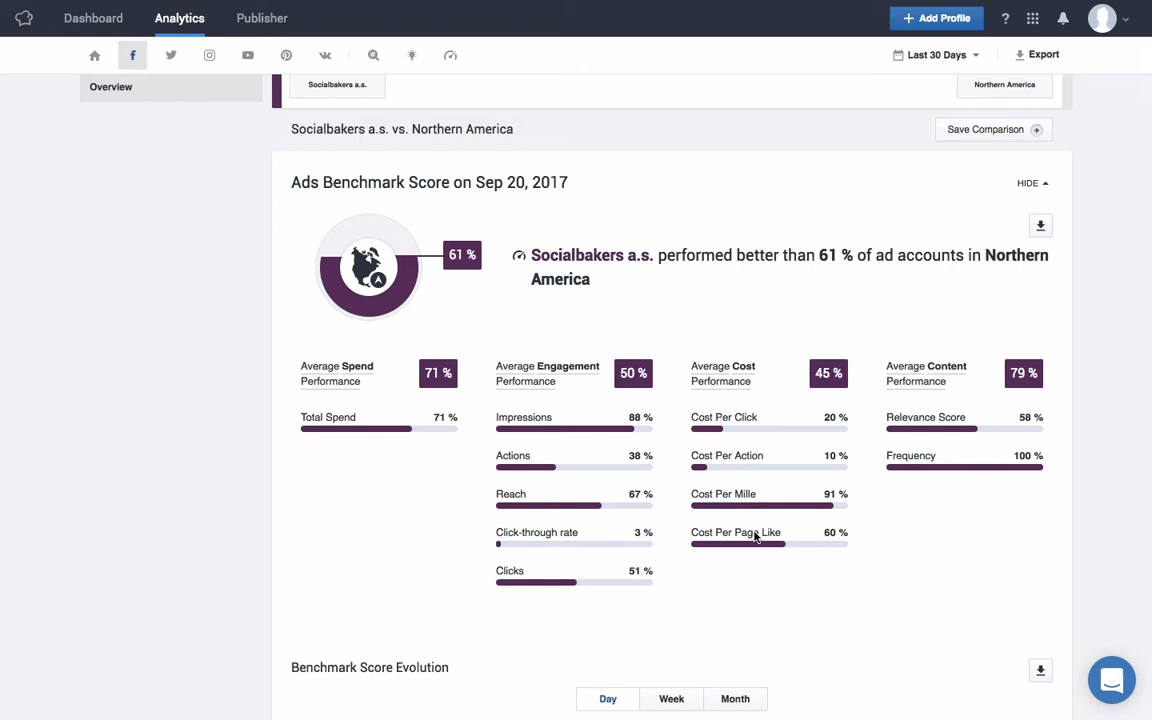 Dashboard
Analytics
Publisher
+ Add Profile
?
f
Last 30 Days
Export
Overview
Socialbakers a.s.
Northern America
Socialbakers a.s. vs. Northern America
Save Comparison +
Ads Benchmark Score on Sep 20, 2017
HIDE
61 %
Socialbakers a.s. performed better than 61 % of ad accounts in Northern
America
Average Spend
Performance
71 %
Total Spend 71 %
Average Engagement
Performance
50 %
Impressions 88 %
Actions 38 %
Reach 67 %
Click-through rate 3 %
Clicks 51 %
Average Cost
Performance
45 %
Cost Per Click 20 %
Cost Per Action 10 %
Cost Per Mille 91 %
Cost Per Page Like 60 %
Average Content
Performance
79 %
Relevance Score 58 %
Frequency 100 %
Benchmark Score Evolution
Day
Week
Month